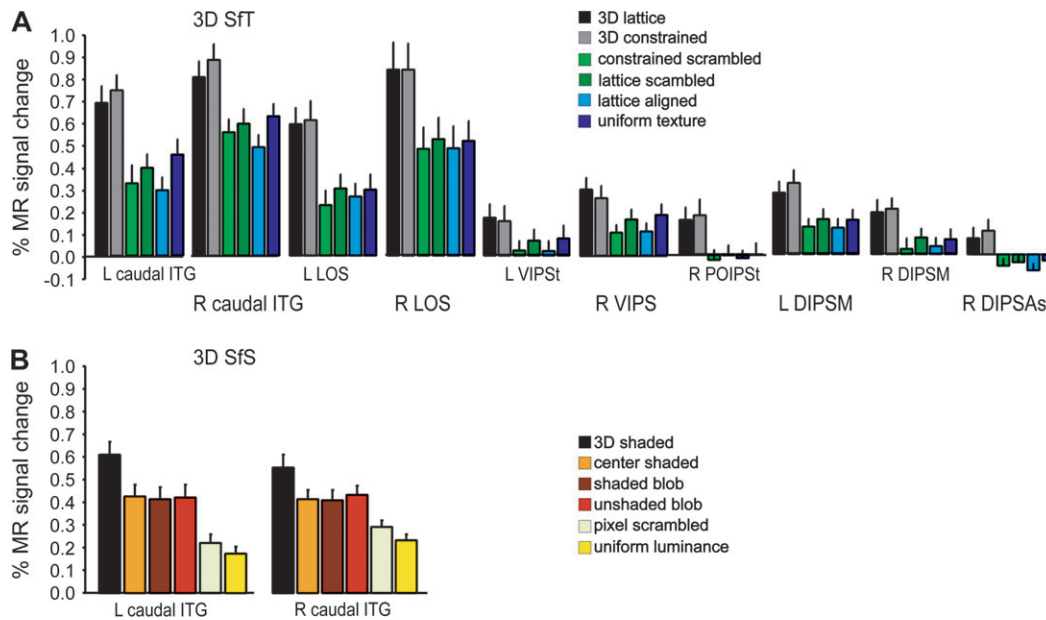 A
3D SfT
3D lattice
3D constrained
constrained scrambled
lattice scambled
lattice aligned
uniform texture
% MR signal change
1.0
0.9
0.8
0.7
0.6
0.5
0.4
0.3
0.2
0.1
0.0
-0.1
L caudal ITG
L LOS
L VIPSt
R POIPSt
R DIPSM
R caudal ITG
R LOS
R VIPS
L DIPSM
R DIPSAs
B
3D SfS
3D shaded
center shaded
shaded blob
unshaded blob
pixel scrambled
uniform luminance
% MR signal change
1.0
0.9
0.8
0.7
0.6
0.5
0.4
0.3
0.2
0.1
0.0
L caudal ITG
R caudal ITG